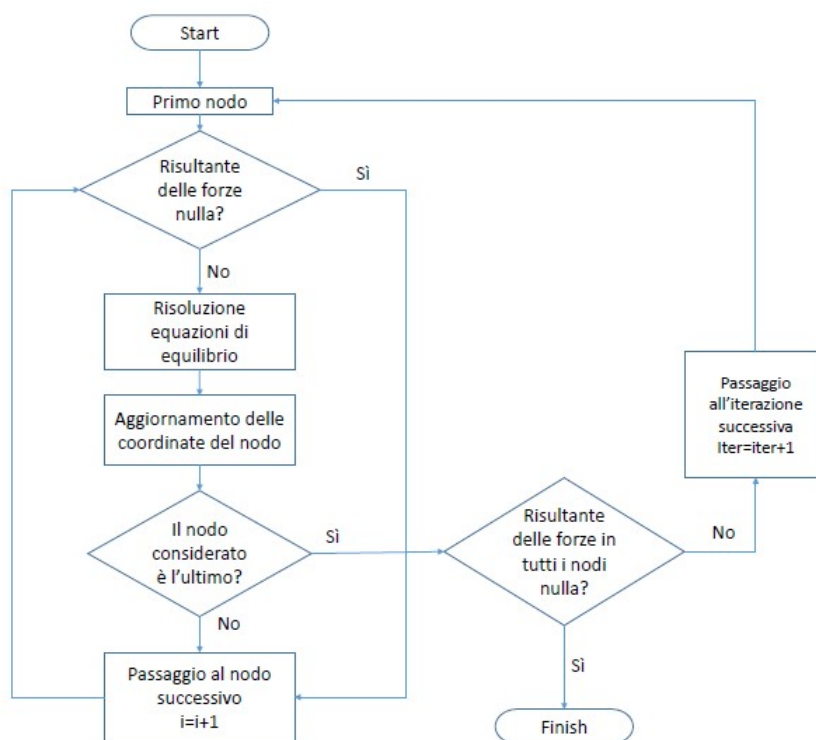 Start
Primo nodo
Risultante
delle forze
nulla?
Sì
No
Risoluzione
equazioni di
equilibrio
Aggiornamento delle
coordinate del nodo
Il nodo
considerato
è l'ultimo?
Sì
No
Passaggio al nodo
successivo
i=i+1
Risultante
delle forze in
tutti i nodi
nulla?
No
Passaggio
all'iterazione
successiva
Iter=iter+1
Sì
Finish